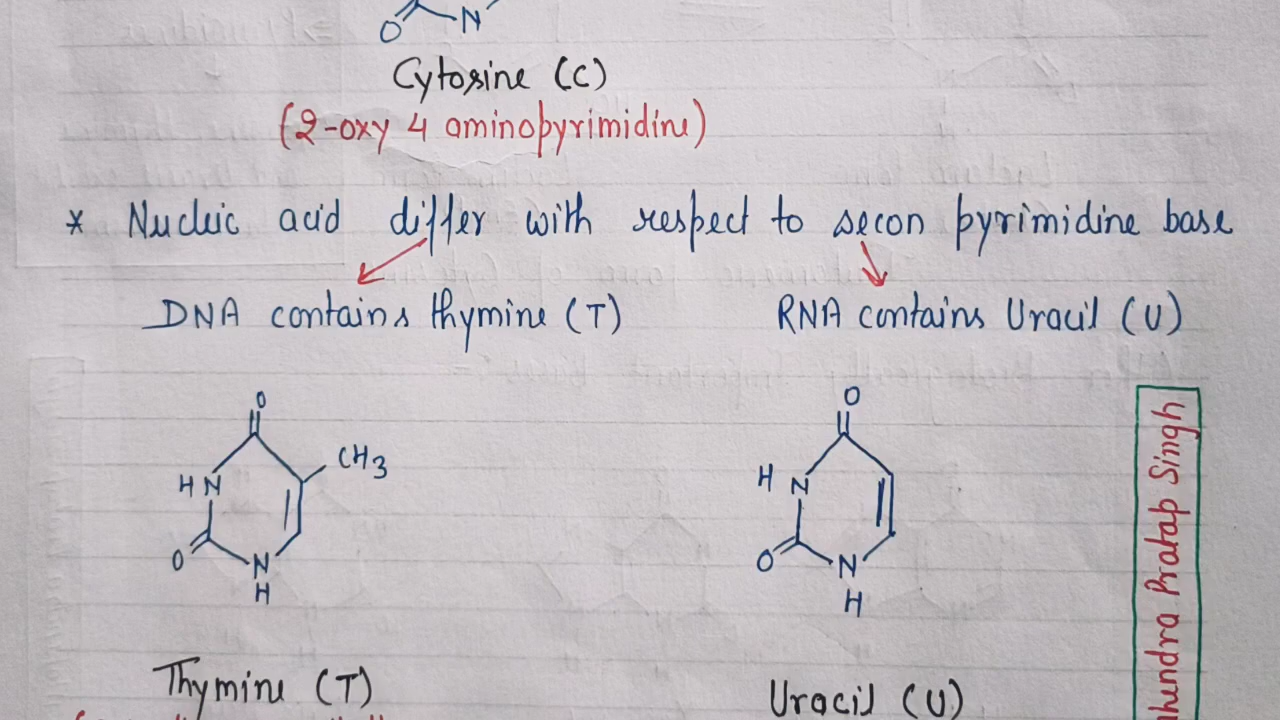 O N
Cytosine (C)
(2-oxy 4 aminopyrimidine)
* Nucleic acid differ with respect to secon pyrimidine base
DNA contains thymine (T) RNA contains Uracil (U)
O O
CH3
HN H N
O O
N N
H H
Thymine (T) Uracil (U)
Pratap Singh